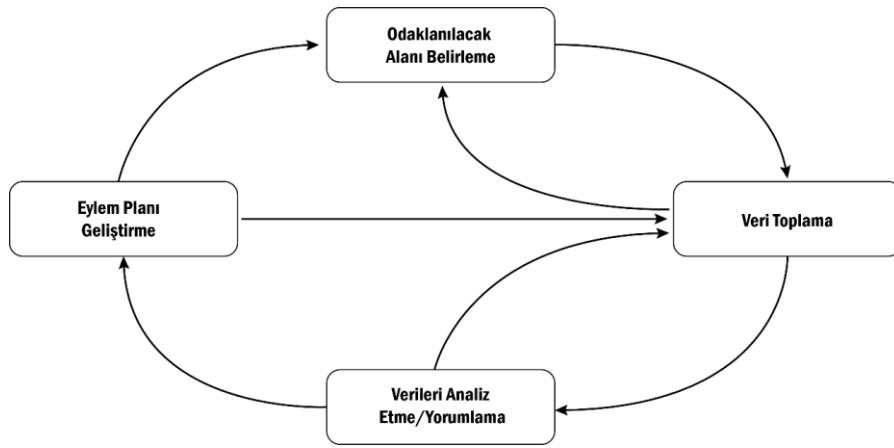 Odaklanılacak
Alanı Belirleme
Eylem Planı
Geliştirme
Veri Toplama
Verileri Analiz
Etme/Yorumlama